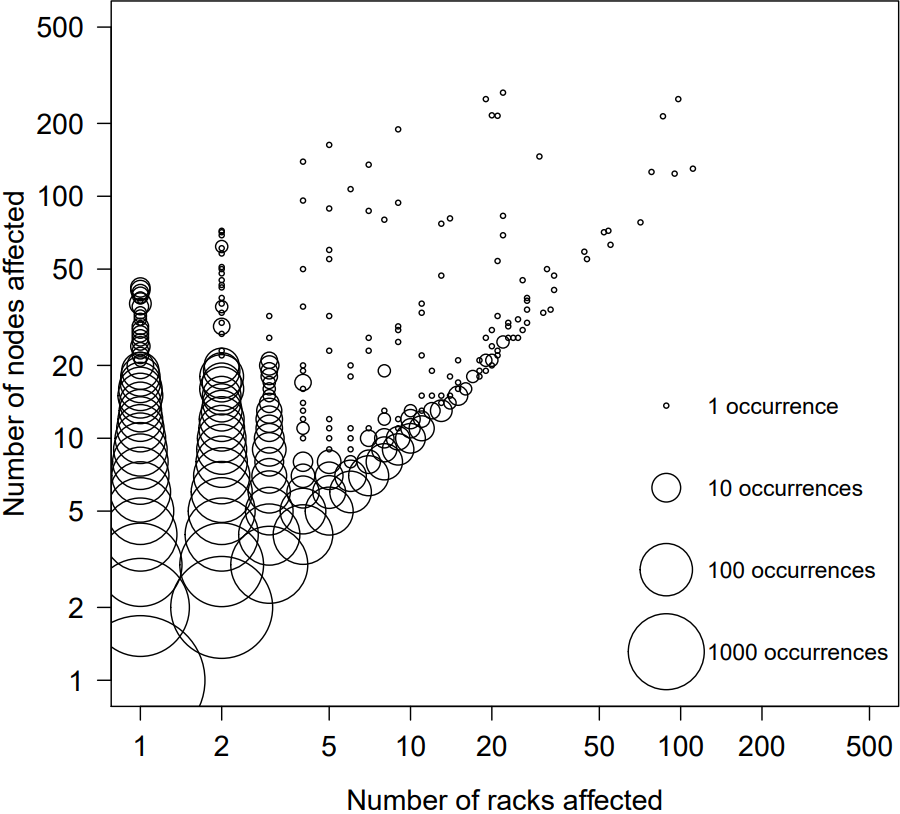 Number of nodes affected
500
200
100
50
20
10
5
2
1
1 occurrence
10 occurrences
100 occurrences
1000 occurrences
1 2 5 10 20 50 100 200 500
Number of racks affected